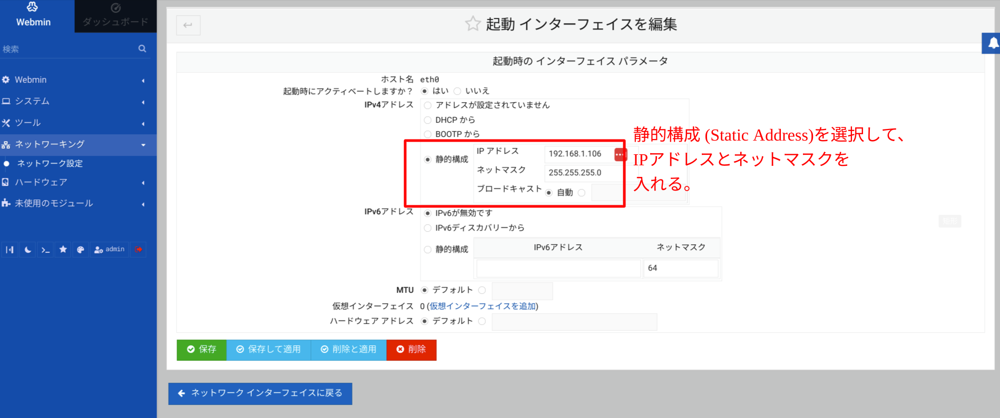 Webmin
ダッシュボード
検索
Webmin
システム
ツール
ネットワーキング
ネットワーク設定
ハードウェア
未使用のモジュール
admin
起動 インターフェイスを編集
起動時の インターフェイス パラメータ
ホスト名 eth0
起動時にアクティベートしますか？ はい いいえ
IPv4アドレス アドレスが設定されていません
DHCP から
BOOTP から
静的構成 IP アドレス 192.168.1.106
ネットマスク 255.255.255.0
ブロードキャスト 自動
静的構成 (Static Address)を選択して、
IPアドレスとネットマスクを
入れる。
IPv6アドレス IPv6が無効です
IPv6ディスカバリーから
静的構成 IPv6アドレス ネットマスク
64
矩形
MTU デフォルト
仮想インターフェイス 0 (仮想インターフェイスを追加)
ハードウェア アドレス デフォルト
保存 保存して適用 削除と適用 削除
ネットワーク インターフェイスに戻る